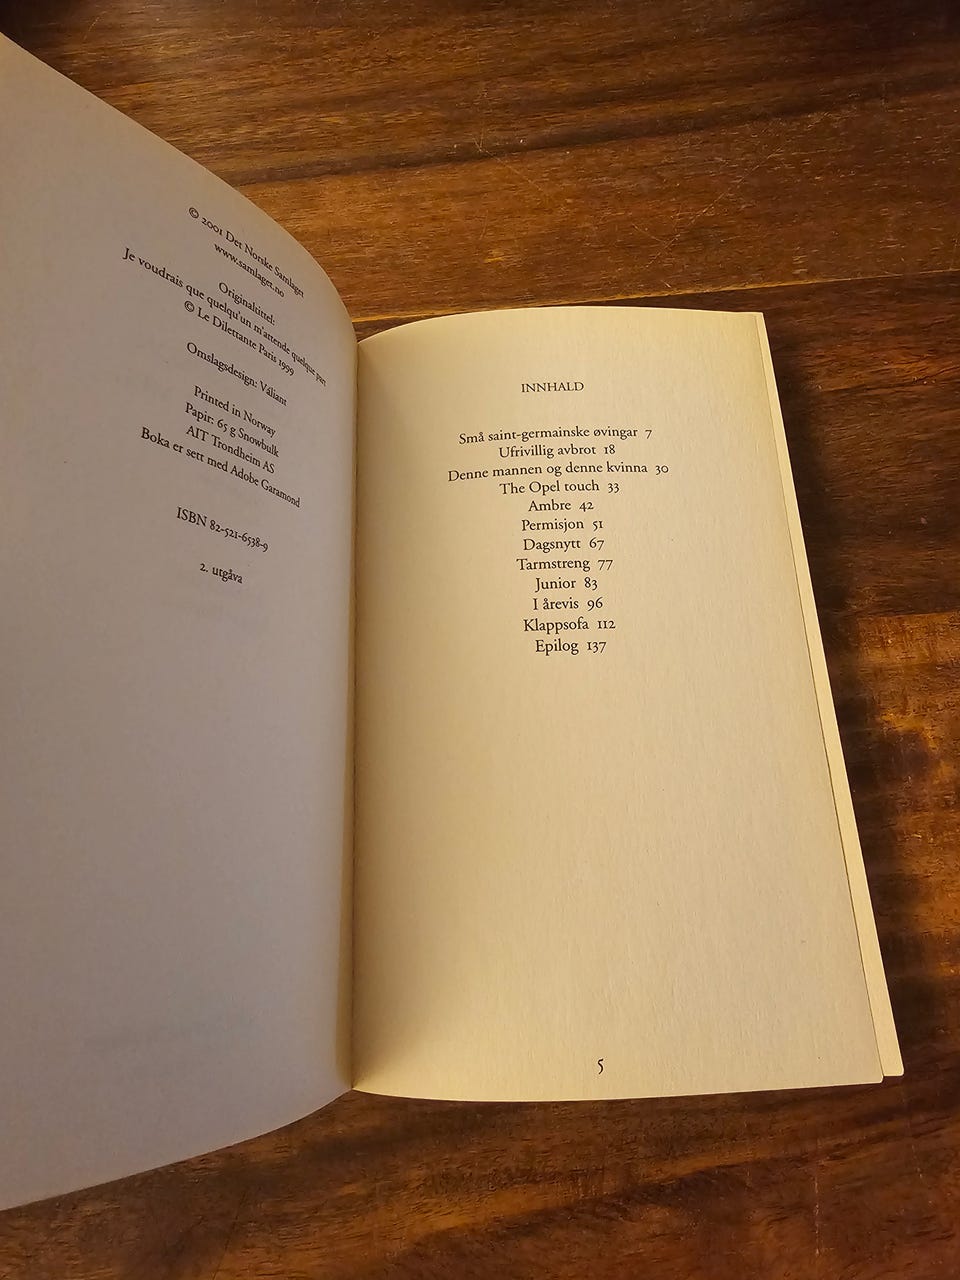 © 2001 Det Norske Samlaget
www.samlaget.no
Originaltittel:
Je voudrais que quelqu'un m'attende quelque part
© Le Dilettante Paris 1999
Omslagsdesign: Váliant
Printed in Norway
Papir: 65 g Snowbulk
AIT Trondheim AS
Boka er sett med Adobe Garamond
ISBN 82-521-6538-9
2. utgåva
INNHALD
Små saint-germainske øvingar 7
Ufrivillig avbrot 18
Denne mannen og denne kvinna 30
The Opel touch 33
Ambre 42
Permisjon 51
Dagsnytt 67
Tarmstreng 77
Junior 83
I årevis 96
Klappsofa 112
Epilog 137
5